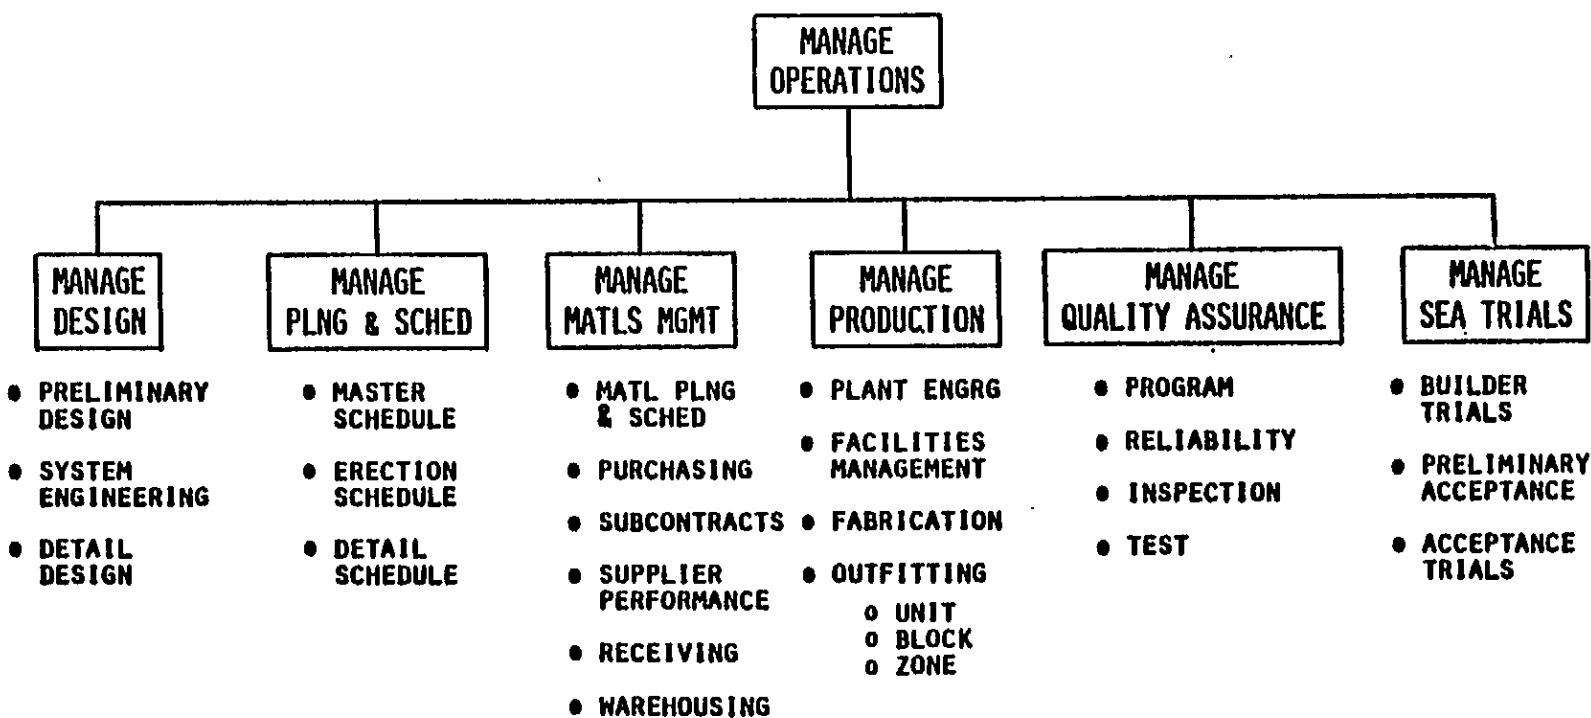 MANAGE
OPERATIONS
MANAGE
DESIGN
• PRELIMINARY
DESIGN
• SYSTEM
ENGINEERING
• DETAIL
DESIGN
MANAGE
PLNG & SCHED
• MASTER
SCHEDULE
• ERECTION
SCHEDULE
• DETAIL
SCHEDULE
MANAGE
MATLS MGMT
• MATL PLNG
& SCHED
• PURCHASING
• SUBCONTRACTS
• SUPPLIER
PERFORMANCE
• RECEIVING
• WAREHOUSING
MANAGE
PRODUCTION
• PLANT ENGRG
• FACILITIES
MANAGEMENT
• FABRICATION
• OUTFITTING
o UNIT
o BLOCK
o ZONE
MANAGE
QUALITY ASSURANCE
• PROGRAM
• RELIABILITY
• INSPECTION
• TEST
MANAGE
SEA TRIALS
• BUILDER
TRIALS
• PRELIMINARY
ACCEPTANCE
• ACCEPTANCE
TRIALS